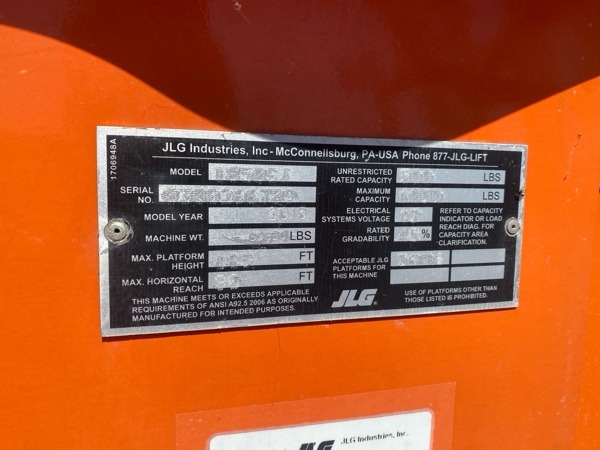 1706948A
JLG Industries, Inc - McConnellsburg, PA-USA Phone 877-JLG-LIFT
MODEL
SERIAL NO.
MODEL YEAR
MACHINE WT. LBS
MAX. PLATFORM HEIGHT FT
MAX. HORIZONTAL REACH FT
THIS MACHINE MEETS OR EXCEEDS APPLICABLE
REQUIREMENTS OF ANSI A92.5 2006 AS ORIGINALLY
MANUFACTURED FOR INTENDED PURPOSES.
UNRESTRICTED
RATED CAPACITY LBS
MAXIMUM
CAPACITY LBS
ELECTRICAL
SYSTEMS VOLTAGE
RATED
GRADABILITY %
REFER TO CAPACITY
INDICATOR OR LOAD
REACH DIAG. FOR
CAPACITY AREA
CLARIFICATION.
ACCEPTABLE JLG
PLATFORMS FOR
THIS MACHINE
JLG
USE OF PLATFORMS OTHER THAN
THOSE LISTED IS PROHIBITED.
JLG JLG Industries, Inc.